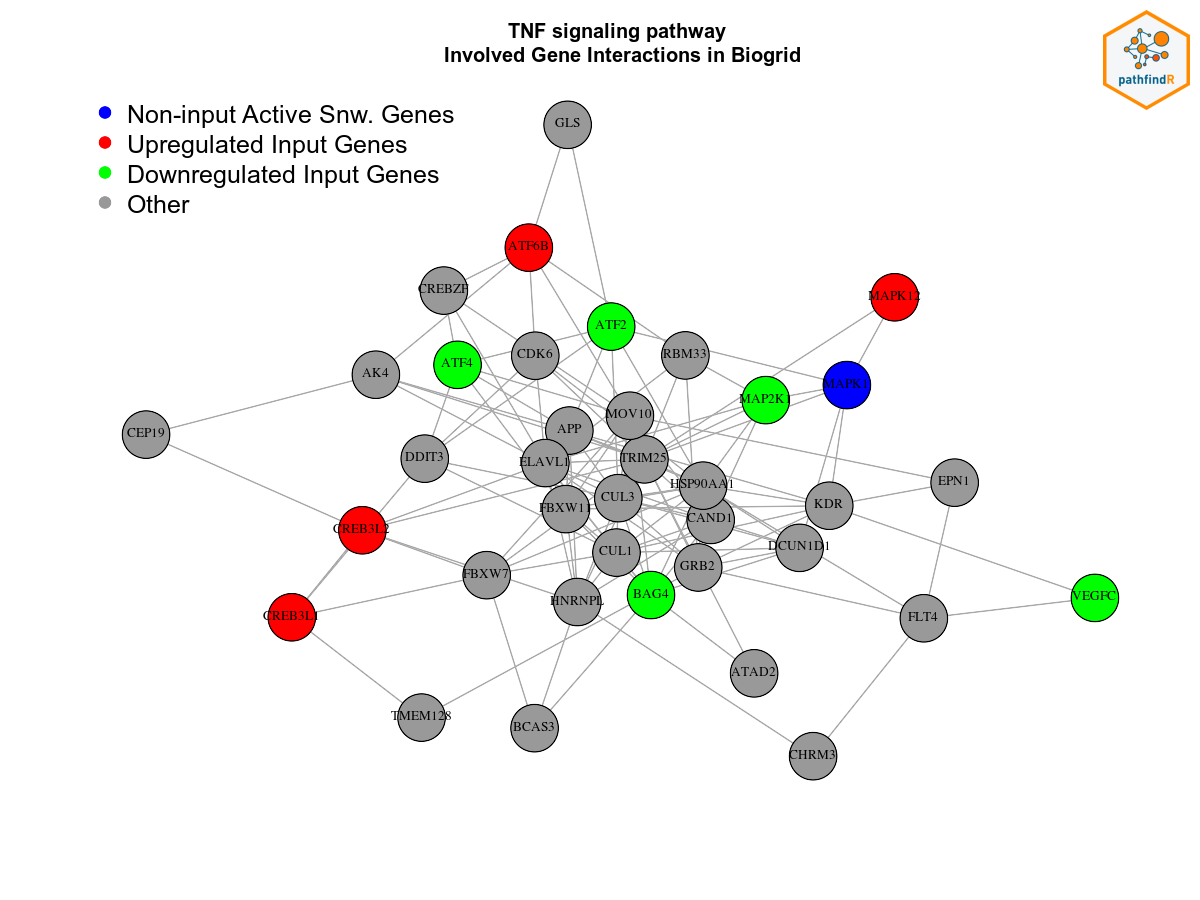 TNF signaling pathway
Involved Gene Interactions in Biogrid
pathfindR
Non-input Active Snw. Genes
Upregulated Input Genes
Downregulated Input Genes
Other
GLS
ATF6B
CREBZF
MAPK12
ATF2
CDK6
RBM33
ATF4
AK4
MAPK1
MAP2K1
MOV10
CEP19
APP
DDIT3
ELAVL1
TRIM25
HSP90AA1
EPN1
CUL3
FBXW11
KDR
CAND1
CREB3L2
DCUN1D1
CUL1
GRB2
FBXW7
BAG4
HNRNPL
VEGFC
CREB3L1
FLT4
ATAD2
TMEM128
BCAS3
CHRM3